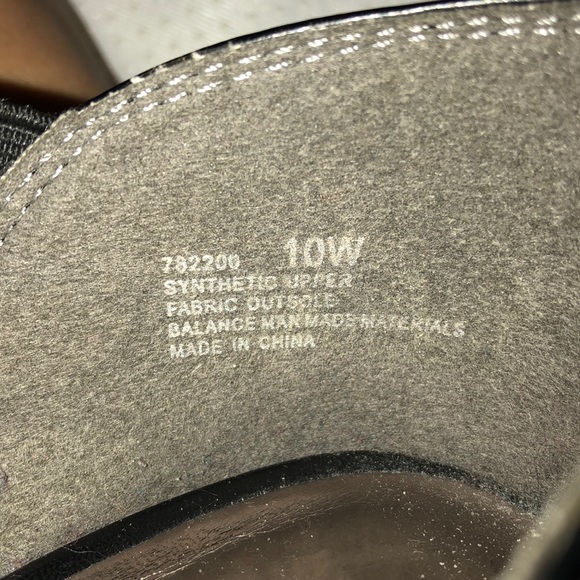 782200 10W
SYNTHETIC UPPER
FABRIC OUTSOLE
BALANCE MAN MADE MATERIALS
MADE IN CHINA